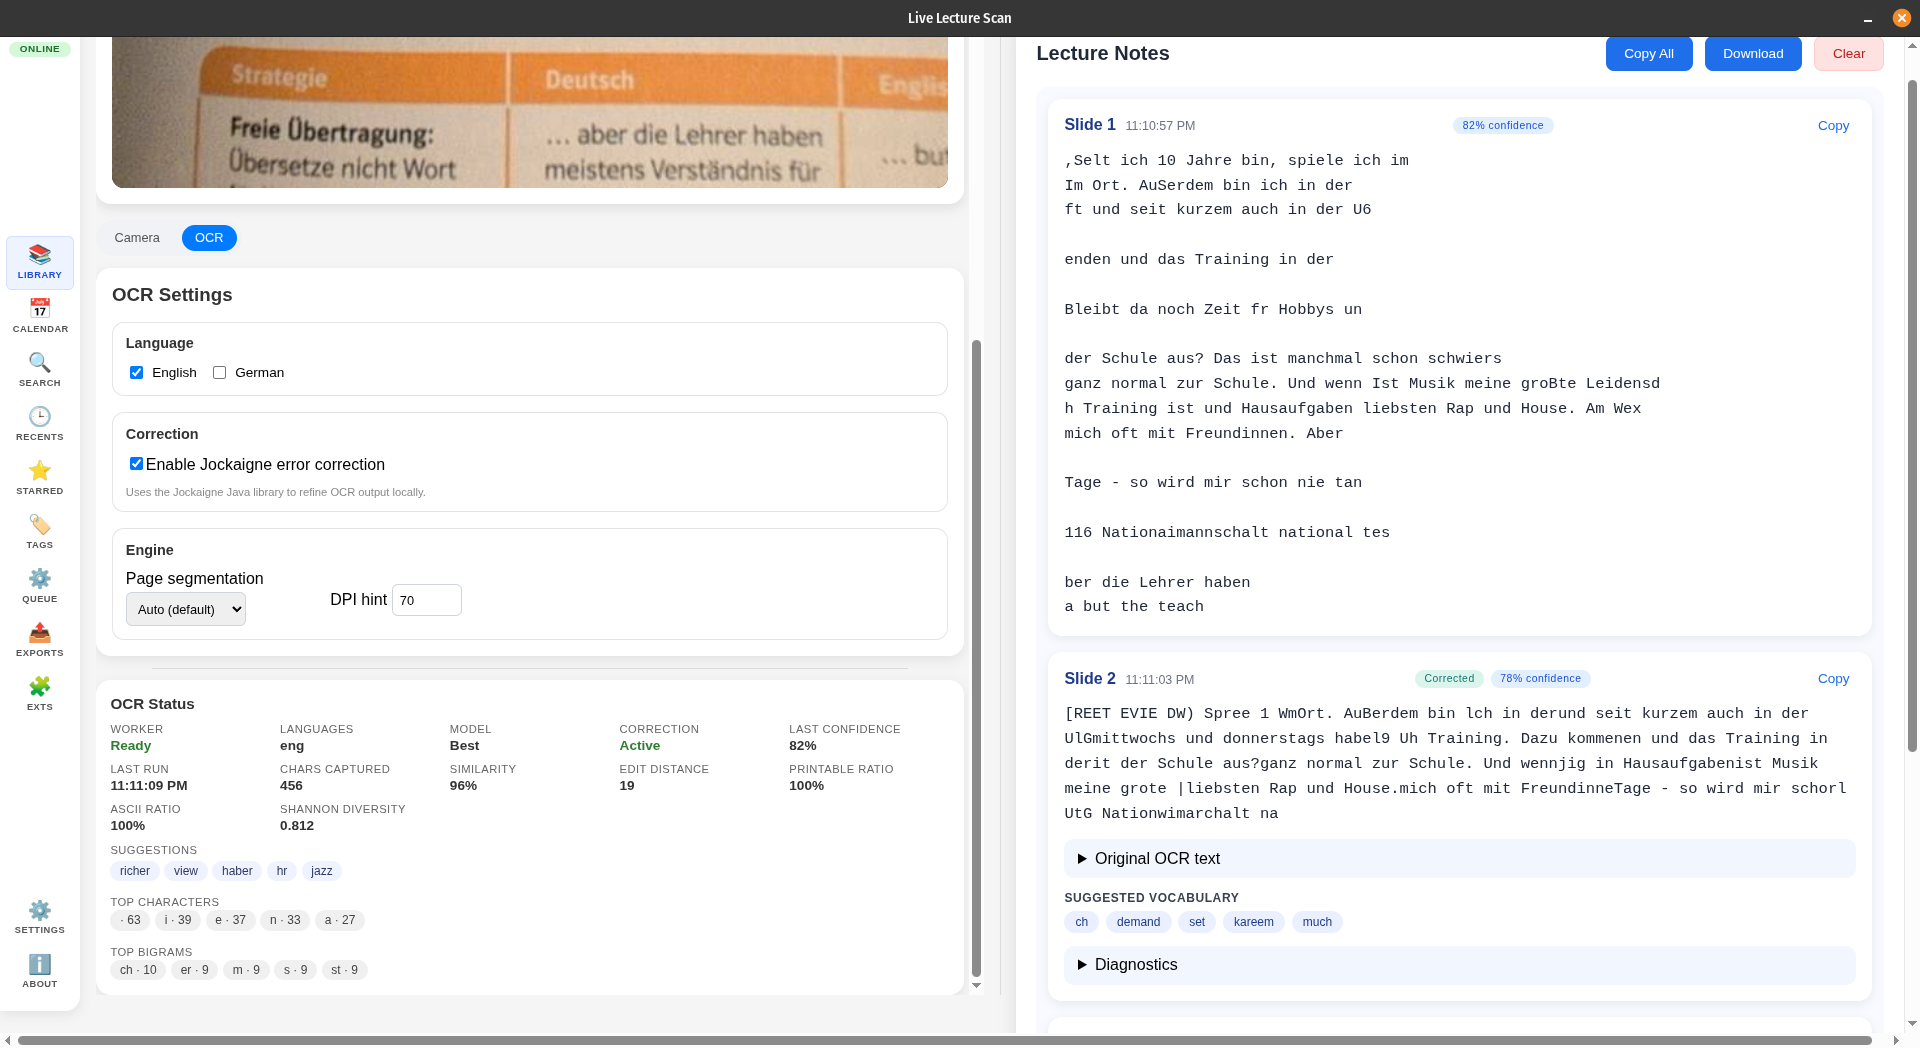 Live Lecture Scan
ONLINE
LIBRARY
CALENDAR
SEARCH
RECENTS
STARRED
TAGS
QUEUE
EXPORTS
EXTS
SETTINGS
ABOUT
Strategie Deutsch Englis
Freie Übertragung: ... aber die Lehrer haben
Übersetze nicht Wort meistens Verständnis für ... but
Camera OCR
OCR Settings
Language
English German
Correction
Enable Jockaigne error correction
Uses the Jockaigne Java library to refine OCR output locally.
Engine
Page segmentation
Auto (default) DPI hint 70
OCR Status
WORKER LANGUAGES MODEL CORRECTION LAST CONFIDENCE
Ready eng Best Active 82%
LAST RUN CHARS CAPTURED SIMILARITY EDIT DISTANCE PRINTABLE RATIO
11:11:09 PM 456 96% 19 100%
ASCII RATIO SHANNON DIVERSITY
100% 0.812
SUGGESTIONS
richer view haber hr jazz
TOP CHARACTERS
· 63 i · 39 e · 37 n · 33 a · 27
TOP BIGRAMS
ch · 10 er · 9 m · 9 s · 9 st · 9
Lecture Notes Copy All Download Clear
Slide 1 11:10:57 PM 82% confidence Copy
,Selt ich 10 Jahre bin, spiele ich im
Im Ort. AuSerdem bin ich in der
ft und seit kurzem auch in der U6
enden und das Training in der
Bleibt da noch Zeit fr Hobbys un
der Schule aus? Das ist manchmal schon schwiers
ganz normal zur Schule. Und wenn Ist Musik meine groBte Leidensd
h Training ist und Hausaufgaben liebsten Rap und House. Am Wex
mich oft mit Freundinnen. Aber
Tage - so wird mir schon nie tan
116 Nationaimannschalt national tes
ber die Lehrer haben
a but the teach
Slide 2 11:11:03 PM Corrected 78% confidence Copy
[REET EVIE DW) Spree 1 WmOrt. AuBerdem bin lch in derund seit kurzem auch in der
UlGmittwochs und donnerstags habel9 Uh Training. Dazu kommenen und das Training in
derit der Schule aus?ganz normal zur Schule. Und wennjig in Hausaufgabenist Musik
meine grote |liebsten Rap und House.mich oft mit FreundinneTage - so wird mir schorl
UtG Nationwimarchalt na
Original OCR text
SUGGESTED VOCABULARY
ch demand set kareem much
Diagnostics